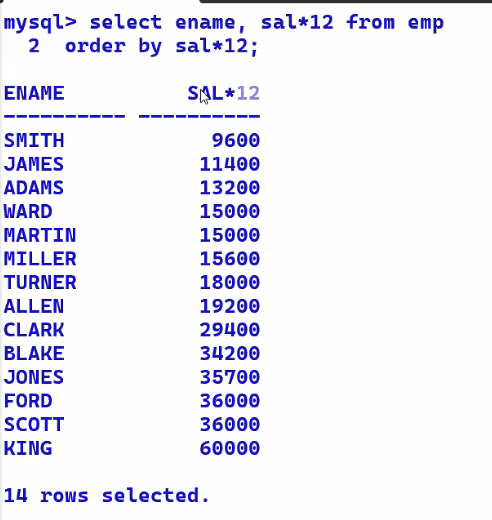 mysql> select ename, sal*12 from emp
  2  order by sal*12;
ENAME          SAL*12
---------- ----------
SMITH            9600
JAMES           11400
ADAMS           13200
WARD            15000
MARTIN          15000
MILLER          15600
TURNER          18000
ALLEN           19200
CLARK           29400
BLAKE           34200
JONES           35700
FORD            36000
SCOTT           36000
KING            60000
14 rows selected.